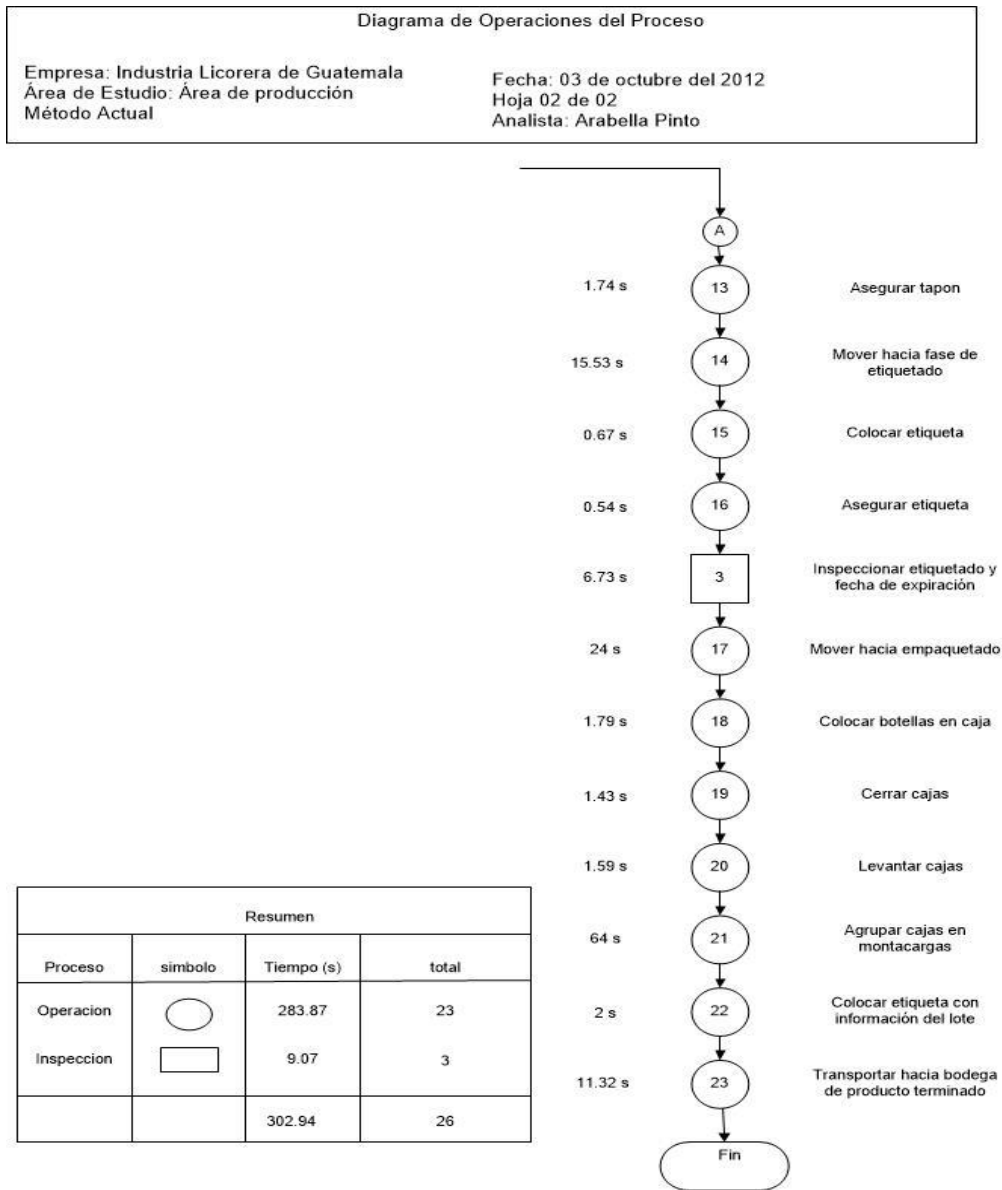 Diagrama de Operaciones del Proceso
Empresa: Industria Licorera de Guatemala
Área de Estudio: Área de producción
Método Actual
Fecha: 03 de octubre del 2012
Hoja 02 de 02
Analista: Arabella Pinto
A
1.74 s 13 Asegurar tapon
15.53 s 14 Mover hacia fase de
etiquetado
0.67 s 15 Colocar etiqueta
0.54 s 16 Asegurar etiqueta
6.73 s 3 Inspeccionar etiquetado y
fecha de expiración
24 s 17 Mover hacia empaquetado
1.79 s 18 Colocar botellas en caja
1.43 s 19 Cerrar cajas
1.59 s 20 Levantar cajas
64 s 21 Agrupar cajas en
montacargas
2 s 22 Colocar etiqueta con
información del lote
11.32 s 23 Transportar hacia bodega
de producto terminado
Fin
Resumen
Proceso simbolo Tiempo (s) total
Operacion 283.87 23
Inspeccion 9.07 3
302.94 26